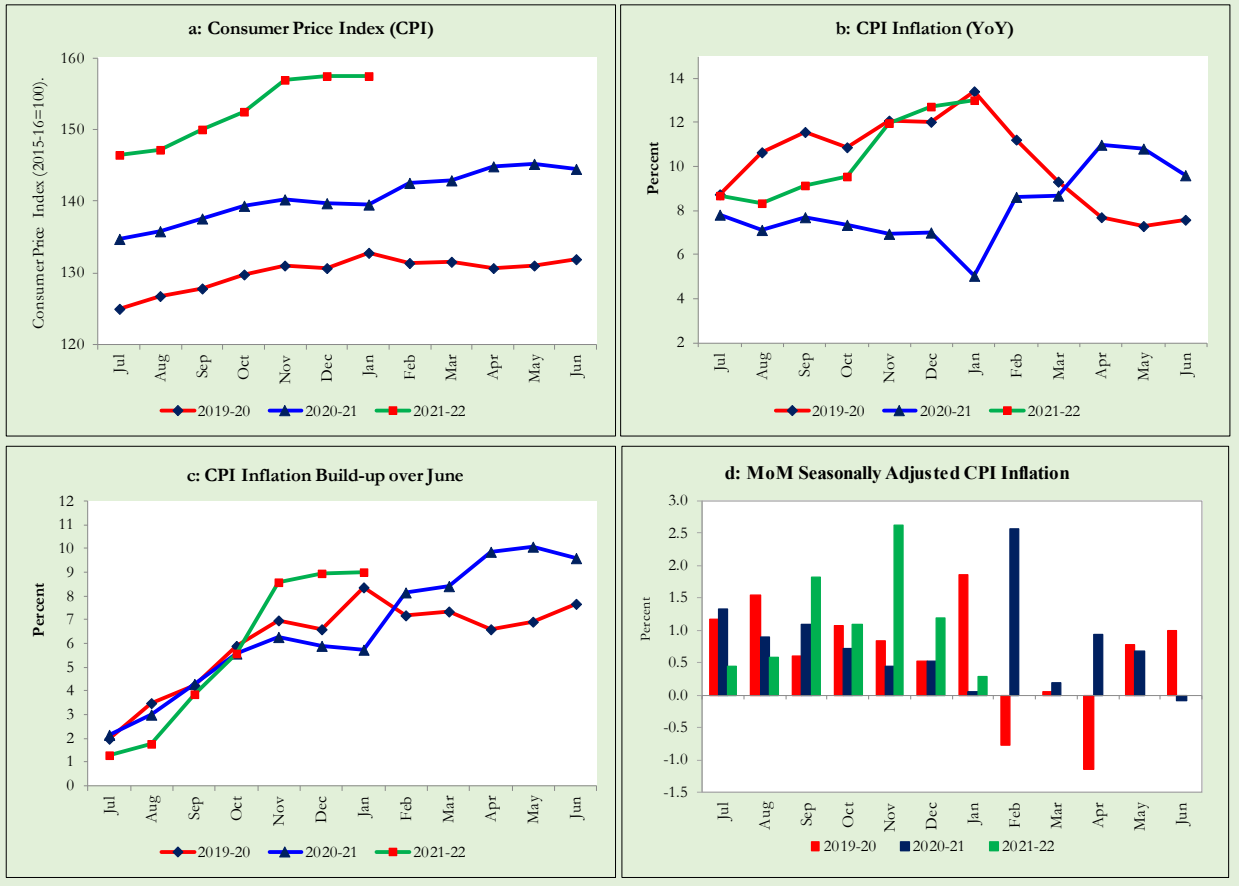 a: Consumer Price Index (CPI)
Consumer Price Index (2015-16=100).
160
150
140
130
120
Jul Aug Sep Oct Nov Dec Jan Feb Mar Apr May Jun
2019-20 2020-21 2021-22
b: CPI Inflation (YoY)
Percent
14
12
10
8
6
4
2
Jul Aug Sep Oct Nov Dec Jan Feb Mar Apr May Jun
2019-20 2020-21 2021-22
c: CPI Inflation Build-up over June
Percent
12
11
10
9
8
7
6
5
4
3
2
1
0
Jul Aug Sep Oct Nov Dec Jan Feb Mar Apr May Jun
2019-20 2020-21 2021-22
d: MoM Seasonally Adjusted CPI Inflation
Percent
3.0
2.5
2.0
1.5
1.0
0.5
0.0
-0.5
-1.0
-1.5
Jul Aug Sep Oct Nov Dec Jan Feb Mar Apr May Jun
2019-20 2020-21 2021-22